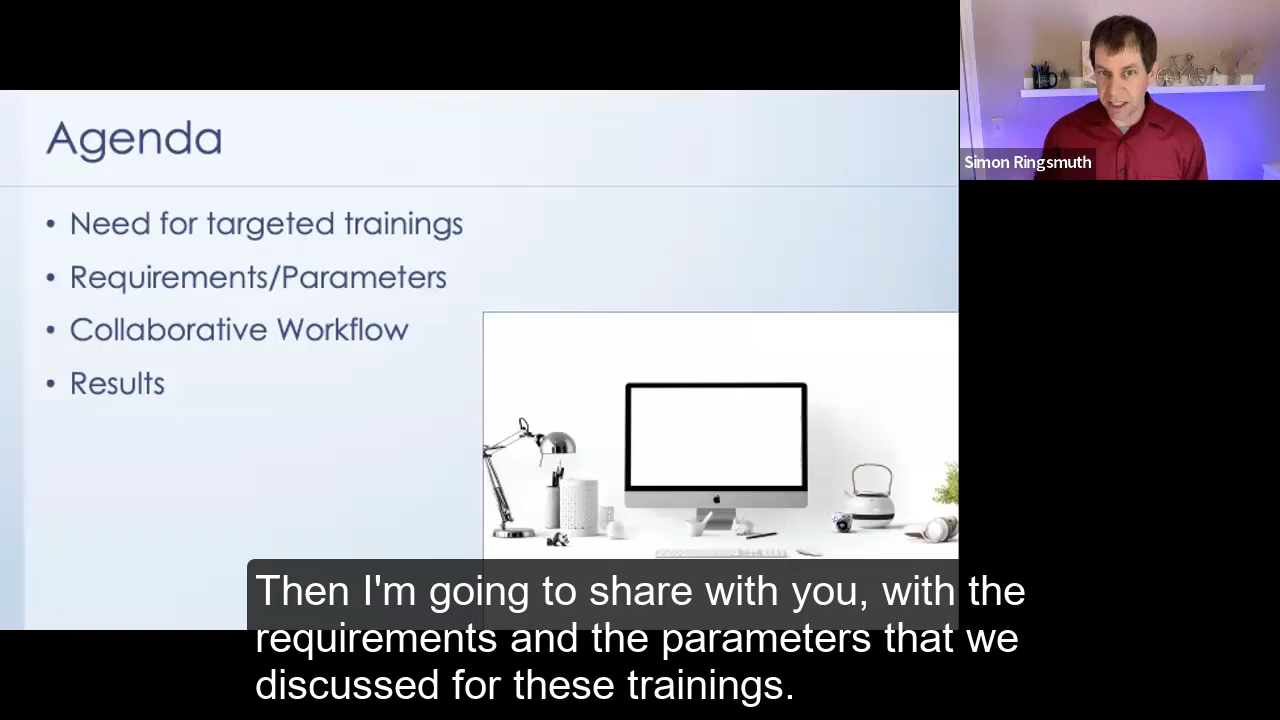 Agenda
• Need for targeted trainings
• Requirements/Parameters
• Collaborative Workflow
• Results
Simon Ringsmuth
Then I'm going to share with you, with the
requirements and the parameters that we
discussed for these trainings.